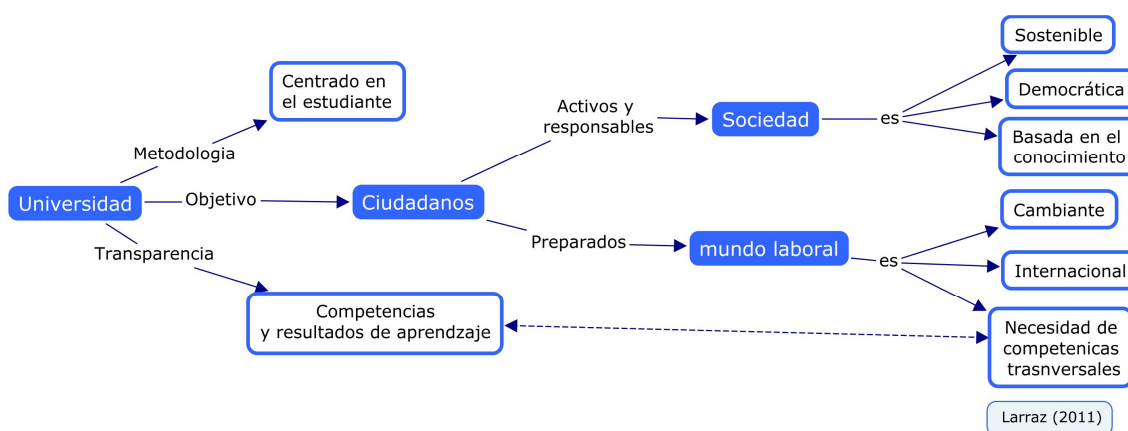 Sostenible
Centrado en
el estudiante
Activos y
responsables
Democrática
Sociedad
es
Basada en el
conocimiento
Metodologia
Universidad
Objetivo
Ciudadanos
Cambiante
Transparencia
Preparados
mundo laboral
es
Internacional
Competencias
y resultados de aprendzaje
Necesidad de
competenicas
trasnversales
Larraz (2011)